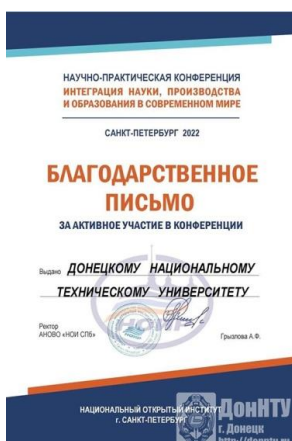 НАУЧНО-ПРАКТИЧЕСКАЯ КОНФЕРЕНЦИЯ
ИНТЕГРАЦИЯ НАУКИ, ПРОИЗВОДСТВА
И ОБРАЗОВАНИЯ В СОВРЕМЕННОМ МИРЕ
САНКТ-ПЕТЕРБУРГ 2022
БЛАГОДАРСТВЕННОЕ
ПИСЬМО
ЗА АКТИВНОЕ УЧАСТИЕ В КОНФЕРЕНЦИИ
Выдано ДОНЕЦКОМУ НАЦИОНАЛЬНОМУ
ТЕХНИЧЕСКОМУ УНИВЕРСИТЕТУ
Ректор
АНОВО «НОИ СПб»
Грызлова А.Ф.
НАЦИОНАЛЬНЫЙ ОТКРЫТЫЙ ИНСТИТУТ
г. САНКТ-ПЕТЕРБУРГ
ДонНТУ
г. Донецк